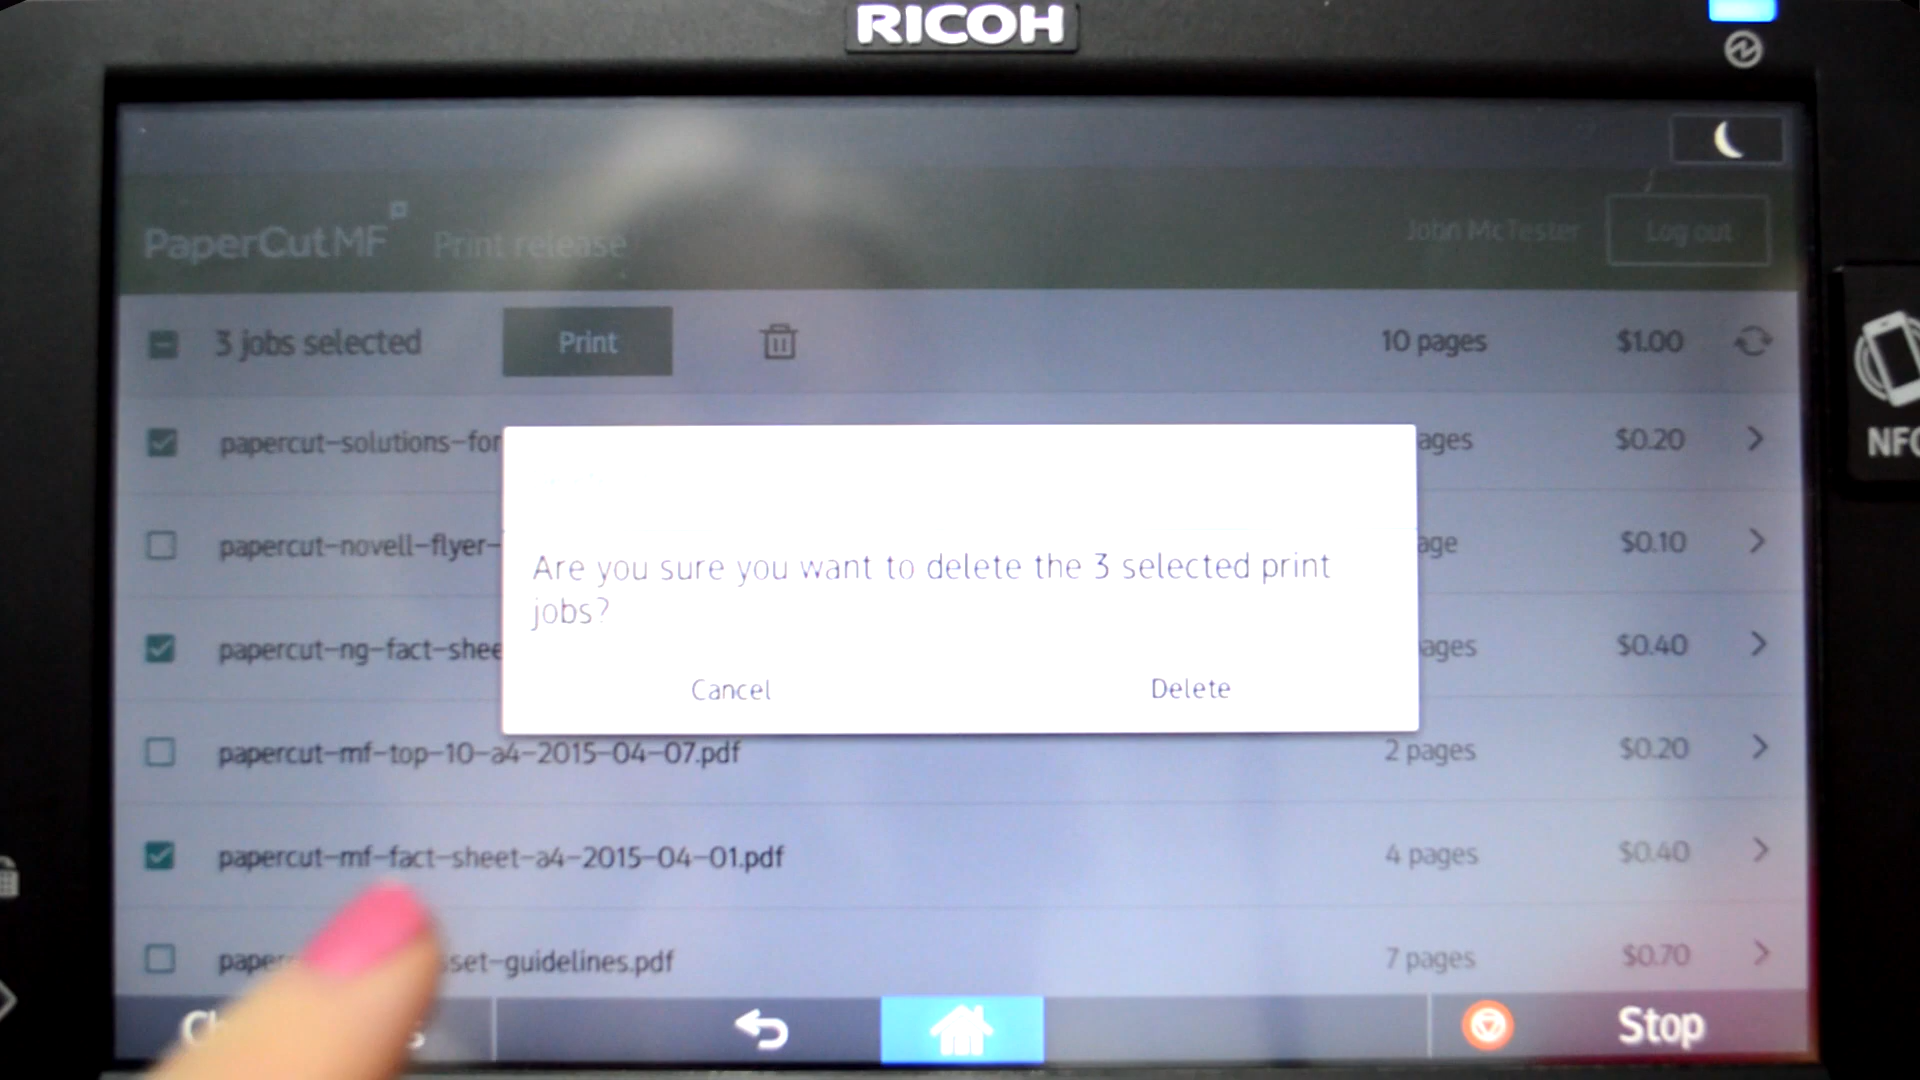 RICOH
PaperCut MF Print release John McTester Log out
3 jobs selected Print 10 pages $1.00
papercut-solutions-for ages $0.20
papercut-novell-flyer- age $0.10
Are you sure you want to delete the 3 selected print
jobs?
papercut-ng-fact-shee ages $0.40
Cancel Delete
papercut-mf-top-10-a4-2015-04-07.pdf 2 pages $0.20
papercut-mf-fact-sheet-a4-2015-04-01.pdf 4 pages $0.40
set-guidelines.pdf 7 pages $0.70
Stop
NFC